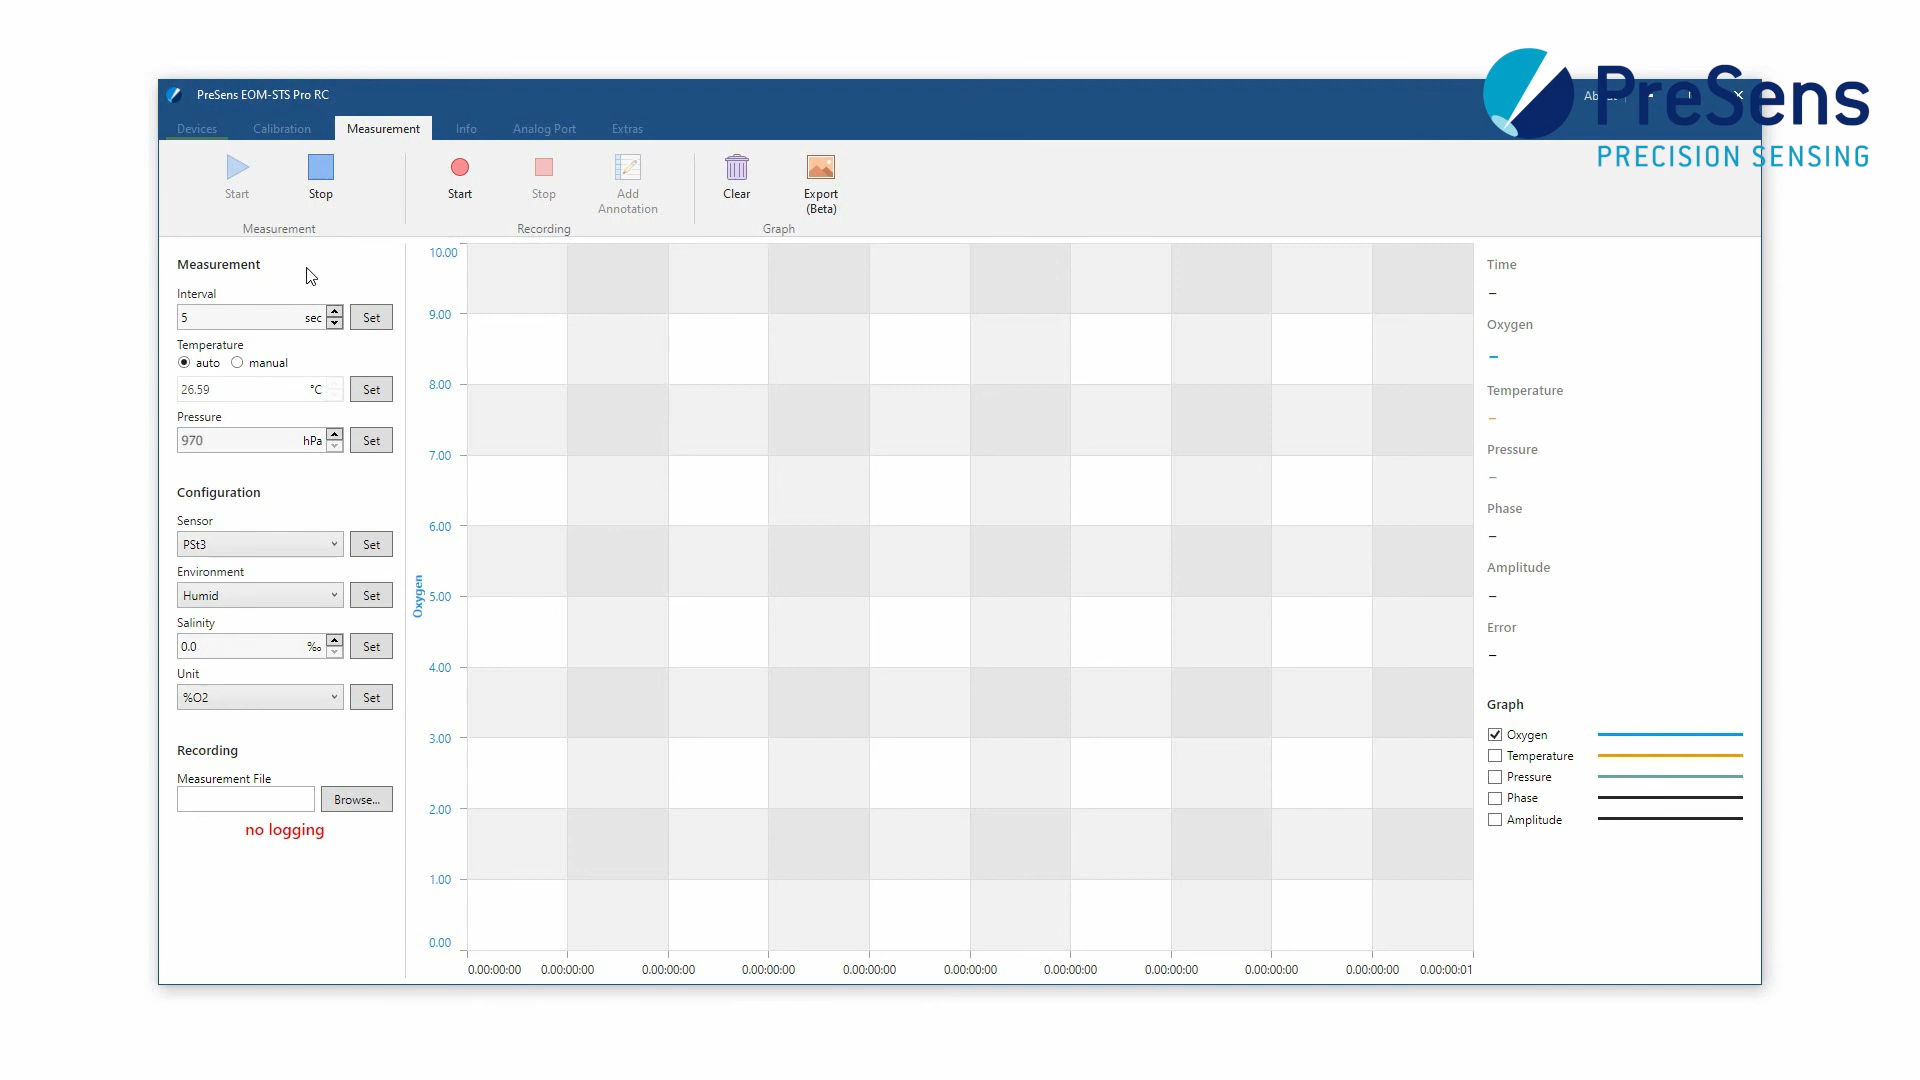 PreSens
PRECISION SENSING
PreSens EOM-STS Pro RC
Devices
Calibration
Measurement
Info
Analog Port
Extras
Start
Stop
Measurement
Start
Stop
Add
Annotation
Recording
Clear
Export
(Beta)
Graph
Measurement
Interval
5 sec
Set
Temperature
auto
manual
26.59 °C
Set
Pressure
970 hPa
Set
Configuration
Sensor
PSt3
Set
Environment
Humid
Set
Salinity
0.0 ‰
Set
Unit
%O2
Set
Recording
Measurement File
Browse...
no logging
Oxygen
10.00
9.00
8.00
7.00
6.00
5.00
4.00
3.00
2.00
1.00
0.00
0.00:00:00
0.00:00:00
0.00:00:00
0.00:00:00
0.00:00:00
0.00:00:00
0.00:00:00
0.00:00:00
0.00:00:00
0.00:00:00
0.00:00:01
Time
–
Oxygen
–
Temperature
–
Pressure
–
Phase
–
Amplitude
–
Error
–
Graph
Oxygen
Temperature
Pressure
Phase
Amplitude